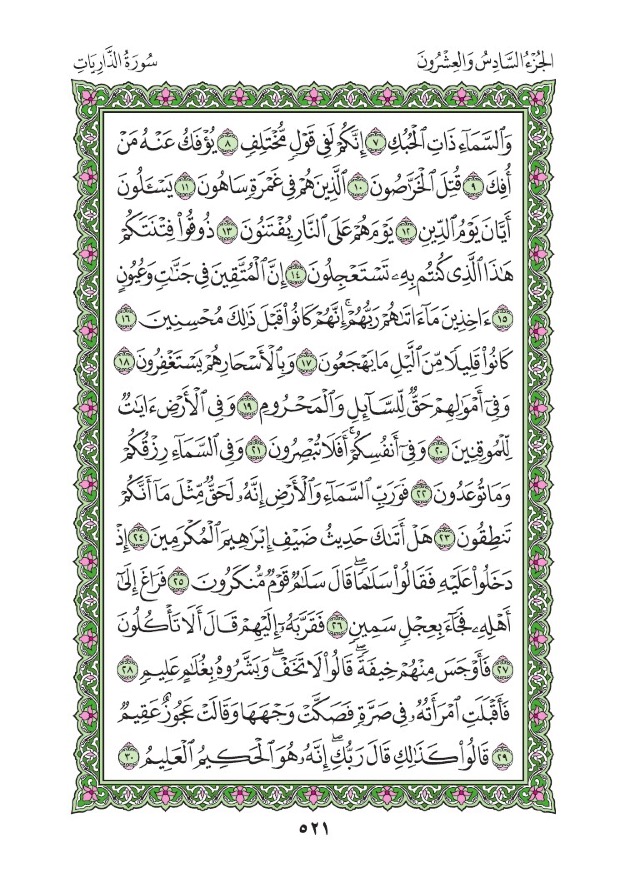 الجُزْءُ السَّادِسُ وَالعِشْرُونَ
سُورَةُ الذَّارِيَاتِ
وَٱلسَّمَآءِ ذَاتِ ٱلْحُبُكِ ٧ إِنَّكُمْ لَفِى قَوْلٍ مُّخْتَلِفٍ ٨ يُؤْفَكُ عَنْهُ مَنْ
أُفِكَ ٩ قُتِلَ ٱلْخَرَّٰصُونَ ١٠ ٱلَّذِينَ هُمْ فِى غَمْرَةٍ سَاهُونَ ١١ يَسْـَٔلُونَ
أَيَّانَ يَوْمُ ٱلدِّينِ ١٢ يَوْمَ هُمْ عَلَى ٱلنَّارِ يُفْتَنُونَ ١٣ ذُوقُوا۟ فِتْنَتَكُمْ
هَٰذَا ٱلَّذِى كُنتُم بِهِۦ تَسْتَعْجِلُونَ ١٤ إِنَّ ٱلْمُتَّقِينَ فِى جَنَّٰتٍ وَعُيُونٍ
١٥ ءَاخِذِينَ مَآ ءَاتَىٰهُمْ رَبُّهُمْ ۚ إِنَّهُمْ كَانُوا۟ قَبْلَ ذَٰلِكَ مُحْسِنِينَ ١٦
كَانُوا۟ قَلِيلًا مِّنَ ٱلَّيْلِ مَا يَهْجَعُونَ ١٧ وَبِٱلْأَسْحَارِ هُمْ يَسْتَغْفِرُونَ ١٨
وَفِىٓ أَمْوَٰلِهِمْ حَقٌّ لِّلسَّآئِلِ وَٱلْمَحْرُومِ ١٩ وَفِى ٱلْأَرْضِ ءَايَٰتٌ
لِّلْمُوقِنِينَ ٢٠ وَفِىٓ أَنفُسِكُمْ ۚ أَفَلَا تُبْصِرُونَ ٢١ وَفِى ٱلسَّمَآءِ رِزْقُكُمْ
وَمَا تُوعَدُونَ ٢٢ فَوَرَبِّ ٱلسَّمَآءِ وَٱلْأَرْضِ إِنَّهُۥ لَحَقٌّ مِّثْلَ مَآ أَنَّكُمْ
تَنطِقُونَ ٢٣ هَلْ أَتَىٰكَ حَدِيثُ ضَيْفِ إِبْرَٰهِيمَ ٱلْمُكْرَمِينَ ٢٤ إِذْ
دَخَلُوا۟ عَلَيْهِ فَقَالُوا۟ سَلَٰمًا ۖ قَالَ سَلَٰمٌ قَوْمٌ مُّنكَرُونَ ٢٥ فَرَاغَ إِلَىٰٓ
أَهْلِهِۦ فَجَآءَ بِعِجْلٍ سَمِينٍ ٢٦ فَقَرَّبَهُۥٓ إِلَيْهِمْ قَالَ أَلَا تَأْكُلُونَ
٢٧ فَأَوْجَسَ مِنْهُمْ خِيفَةً ۖ قَالُوا۟ لَا تَخَفْ ۖ وَبَشَّرُوهُ بِغُلَٰمٍ عَلِيمٍ ٢٨
فَأَقْبَلَتِ ٱمْرَأَتُهُۥ فِى صَرَّةٍ فَصَكَّتْ وَجْهَهَا وَقَالَتْ عَجُوزٌ عَقِيمٌ
٢٩ قَالُوا۟ كَذَٰلِكِ قَالَ رَبُّكِ ۖ إِنَّهُۥ هُوَ ٱلْحَكِيمُ ٱلْعَلِيمُ ٣٠
٥٢١